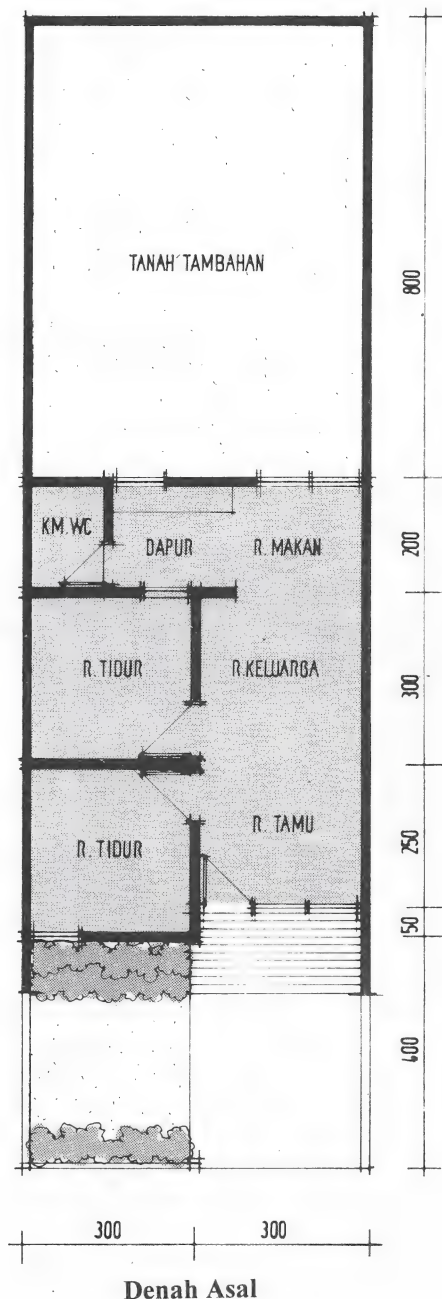 TANAH TAMBAHAN
800
KM.WC
DAPUR
R. MAKAN
200
R. TIDUR
R. KELUARGA
300
R. TIDUR
R. TAMU
250
50
400
300
300
Denah Asal